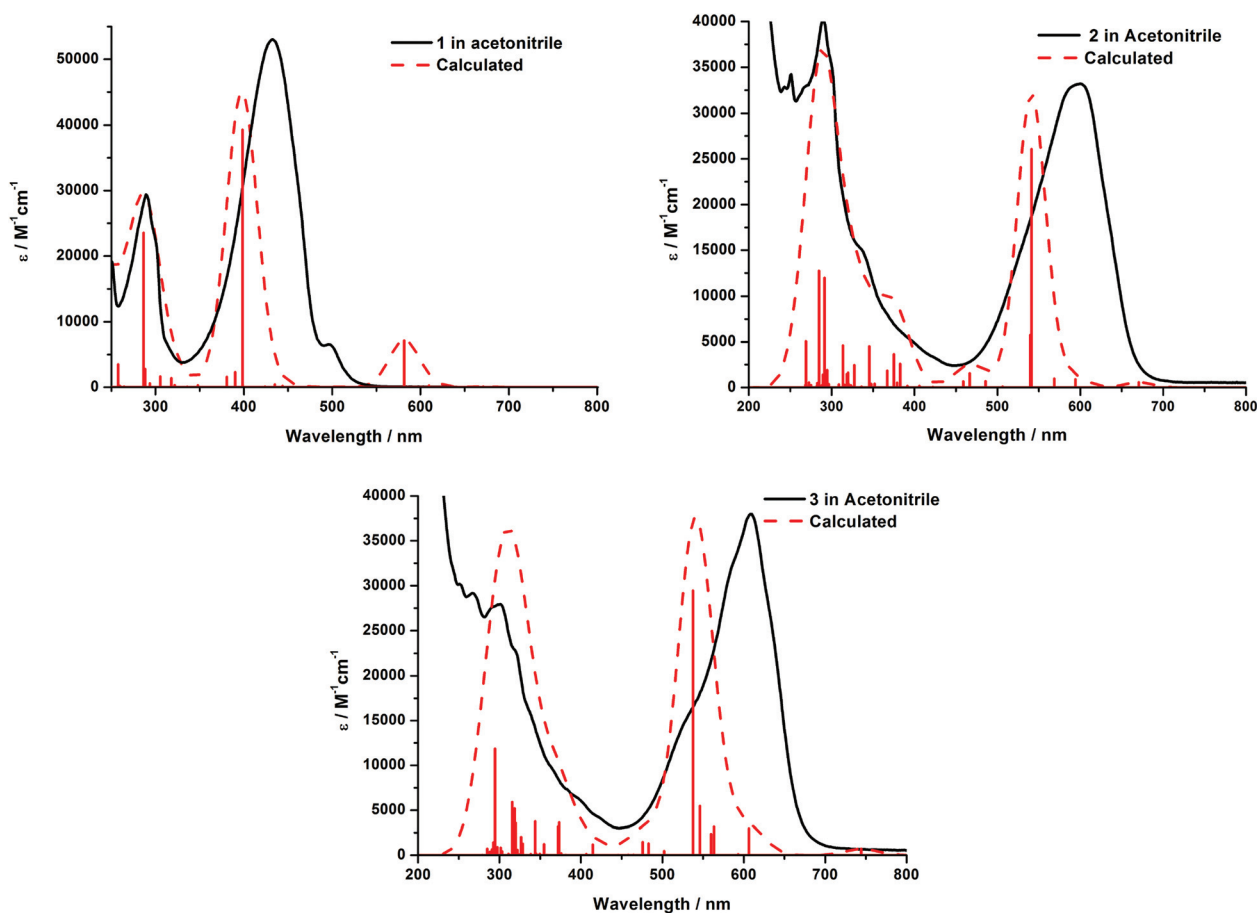 1 in acetonitrile
Calculated
ε / M-1cm-1
50000
40000
30000
20000
10000
0
300 400 500 600 700 800
Wavelength / nm
2 in Acetonitrile
Calculated
ε / M-1cm-1
40000
35000
30000
25000
20000
15000
10000
5000
0
200 300 400 500 600 700 800
Wavelength / nm
3 in Acetonitrile
Calculated
ε / M-1cm-1
40000
35000
30000
25000
20000
15000
10000
5000
0
200 300 400 500 600 700 800
Wavelength / nm